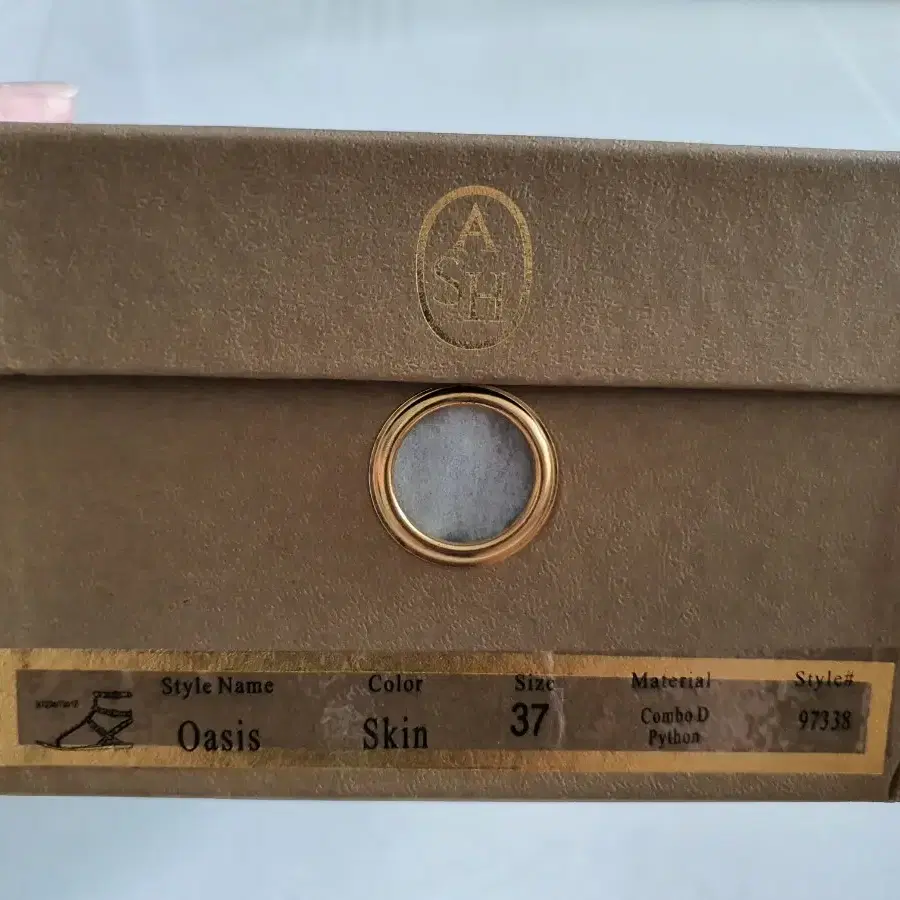 A
SH
Style Name Color Size Material Style#
Oasis Skin 37 Combo D Python 97338